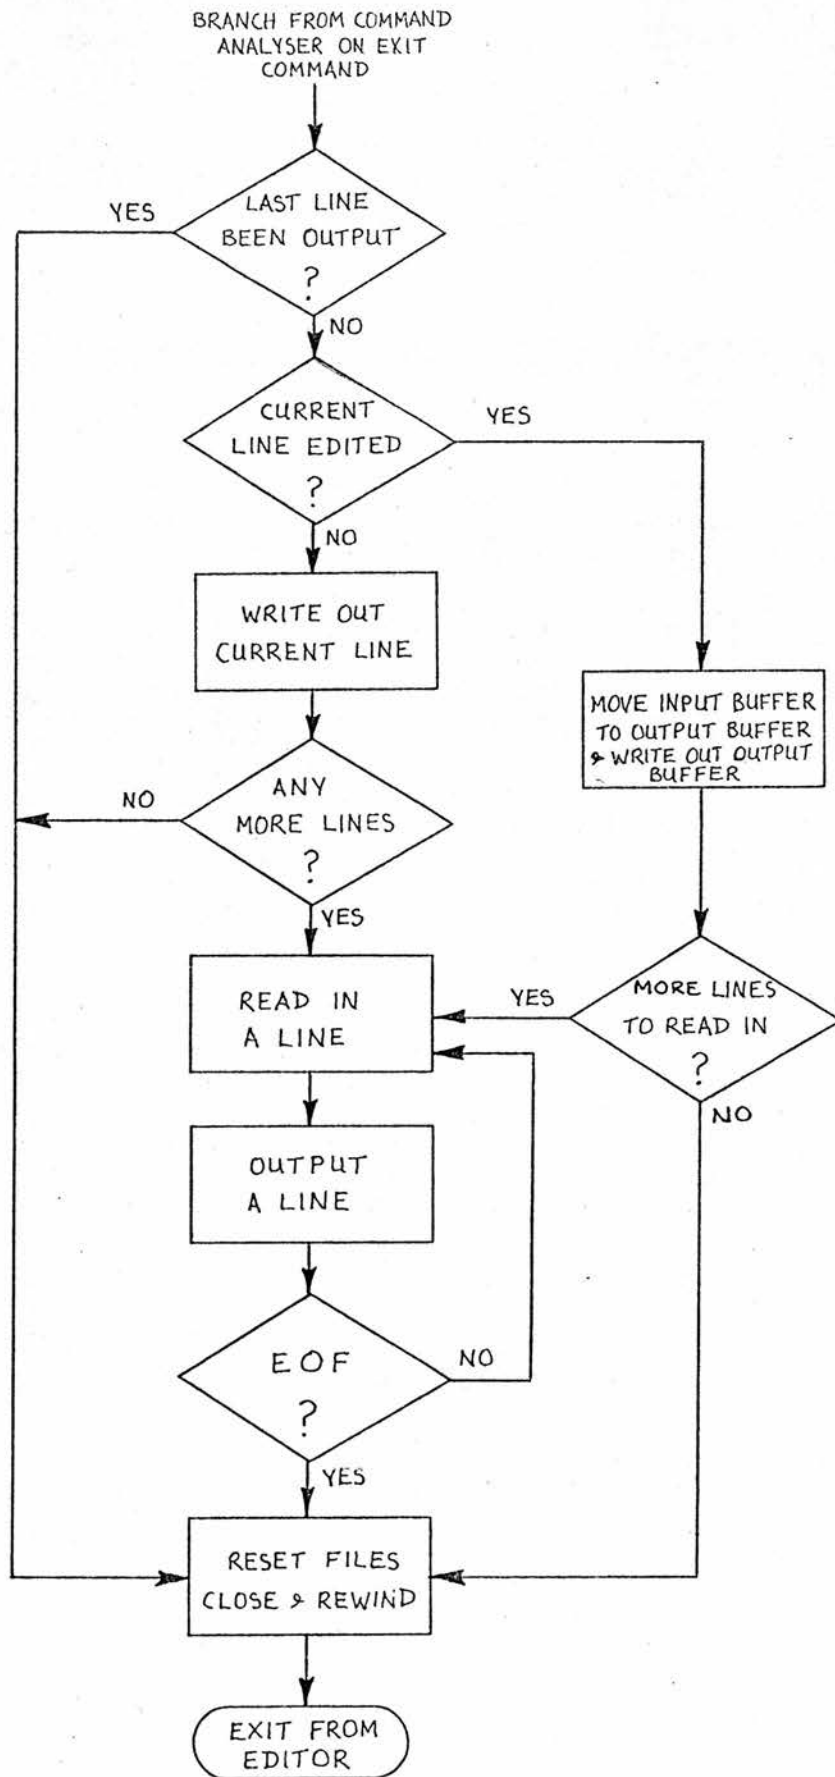 BRANCH FROM COMMAND
ANALYSER ON EXIT
COMMAND
YES
LAST LINE
BEEN OUTPUT
?
NO
CURRENT
LINE EDITED
?
YES
NO
WRITE OUT
CURRENT LINE
MOVE INPUT BUFFER
TO OUTPUT BUFFER
& WRITE OUT OUTPUT
BUFFER
NO
ANY
MORE LINES
?
YES
READ IN
A LINE
YES
MORE LINES
TO READ IN
?
NO
OUTPUT
A LINE
EOF
?
NO
YES
RESET FILES
CLOSE & REWIND
EXIT FROM
EDITOR